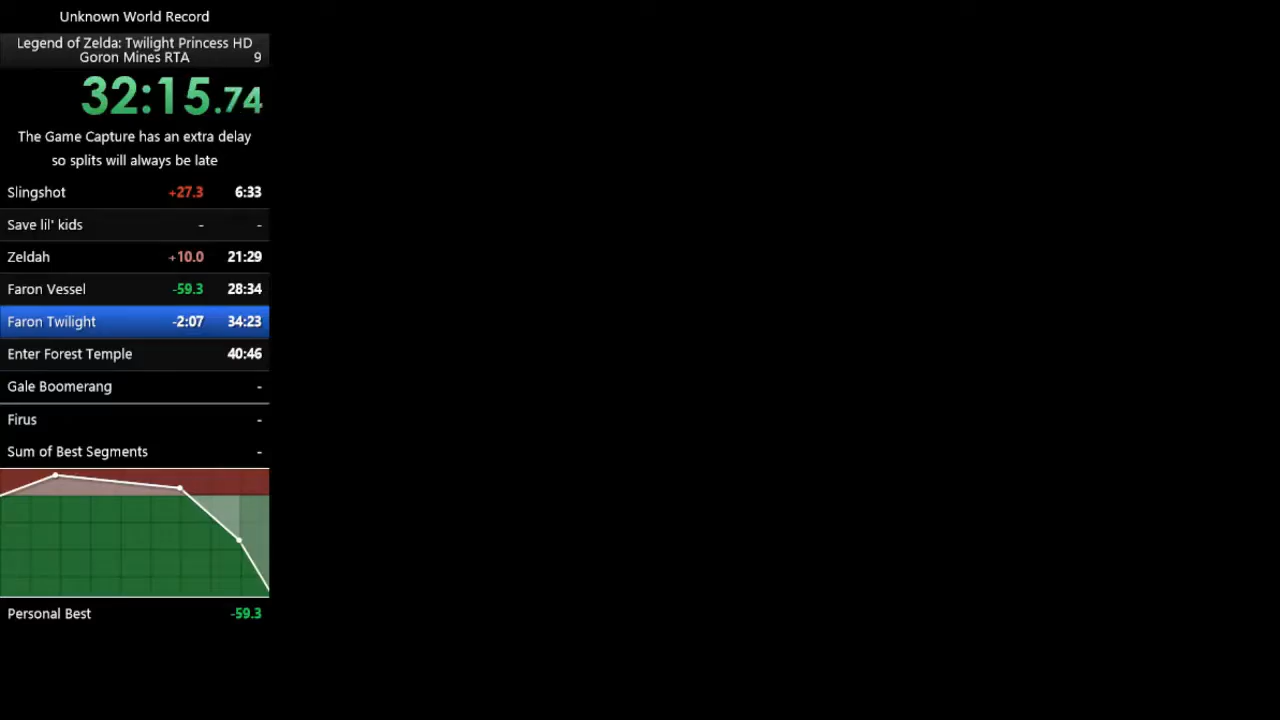 Unknown World Record
Legend of Zelda: Twilight Princess HD
Goron Mines RTA 9
32:15.74
The Game Capture has an extra delay
so splits will always be late
Slingshot +27.3 6:33
Save lil' kids - -
Zeldah +10.0 21:29
Faron Vessel -59.3 28:34
Faron Twilight -2:07 34:23
Enter Forest Temple 40:46
Gale Boomerang -
Firus -
Sum of Best Segments -
Personal Best -59.3